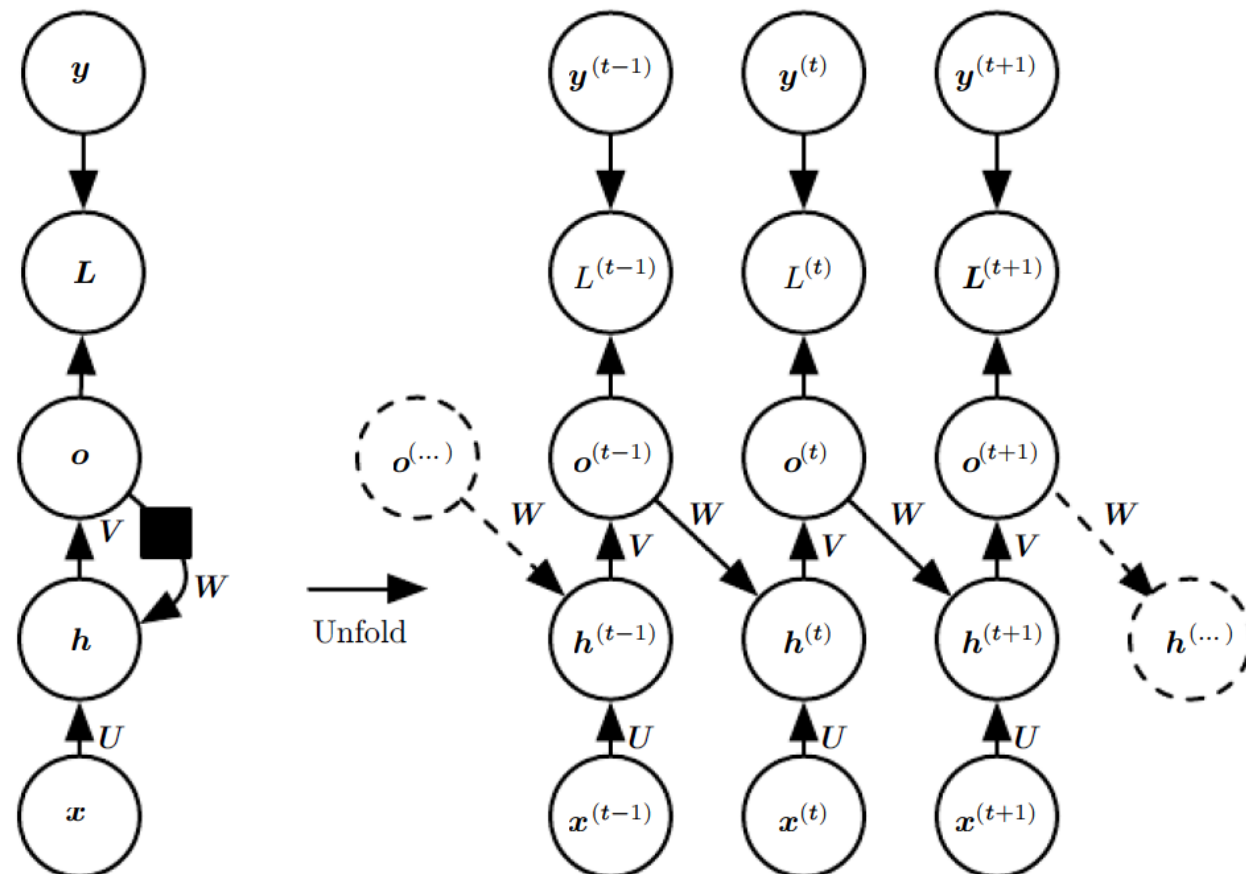 y
y^(t−1) y^(t) y^(t+1)
L
L^(t−1) L^(t) L^(t+1)
o
o^(...) o^(t−1) o^(t) o^(t+1)
V W W W W
W V V V
h
Unfold
h^(t−1) h^(t) h^(t+1) h^(...)
U U U U
x
x^(t−1) x^(t) x^(t+1)